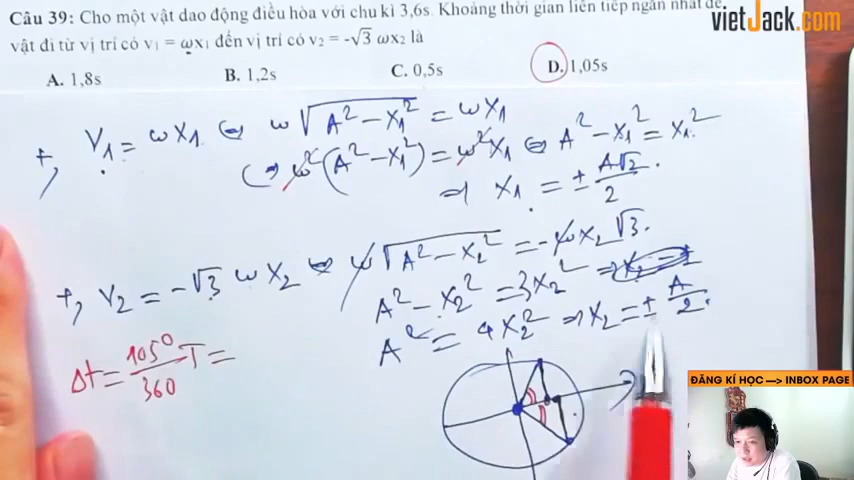 Câu 39: Cho một vật dao động điều hòa với chu kì 3,6s. Khoảng thời gian liên tiếp ngắn nhất để
vietJack.com
vật đi từ vị trí có v₁ = ωx₁ đến vị trí có v₂ = -√3 ωx₂ là
A. 1,8s B. 1,2s C. 0,5s D. 1,05s
+, V₁ = ωx₁ ⇔ ω√(A² - x₁²) = ωx₁
⇔ ω²(A² - x₁²) = ω²x₁ ⇔ A² - x₁² = x₁²
⇒ x₁ = ± A√2/2.
+, V₂ = -√3 ωx₂ ⇔ ω√(A² - x₂²) = -ωx₂√3.
A² - x₂² = 3x₂² ⇒
A² = 4x₂² ⇒ x₂ = ± A/2.
Δt = 105°/360 T =
ĐĂNG KÍ HỌC —> INBOX PAGE